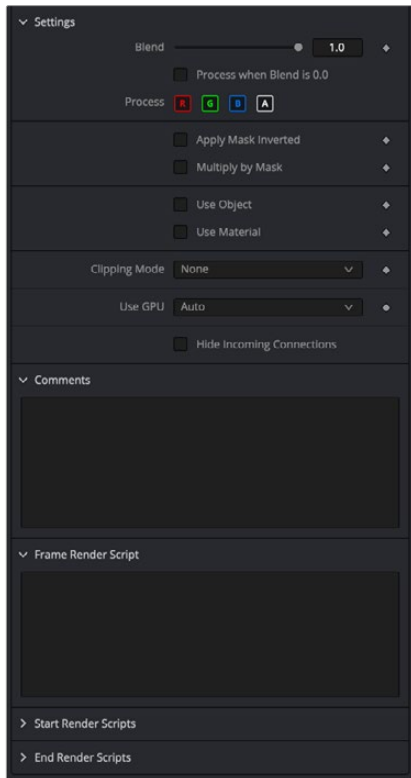 Settings
Blend 1.0
Process when Blend is 0.0
Process R G B A
Apply Mask Inverted
Multiply by Mask
Use Object
Use Material
Clipping Mode None
Use GPU Auto
Hide Incoming Connections
Comments
Frame Render Script
Start Render Scripts
End Render Scripts